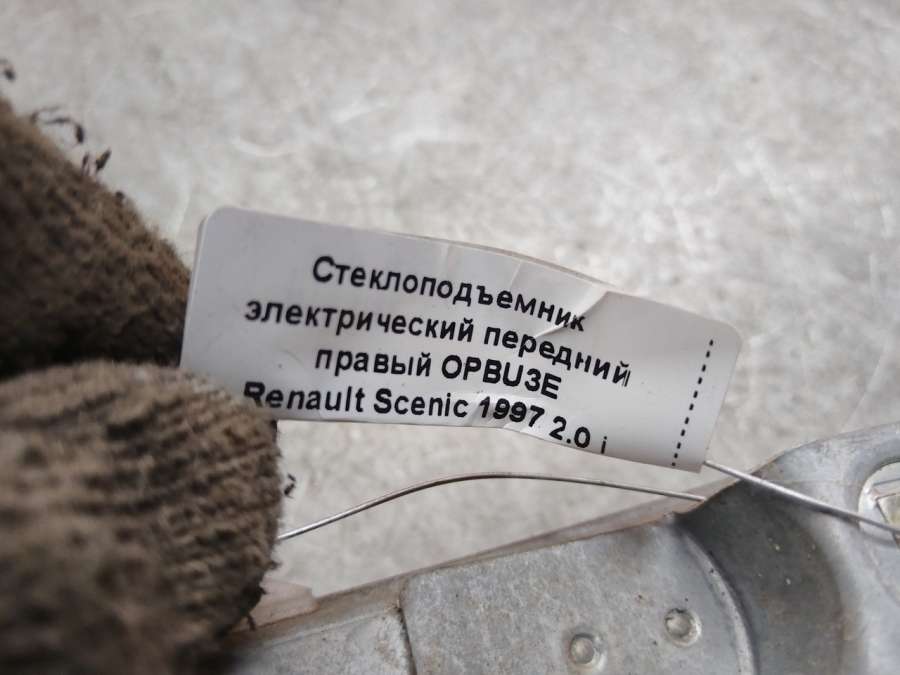 Стеклоподъемник
электрический передний
правый OPBU3E
Renault Scenic 1997 2.0 i